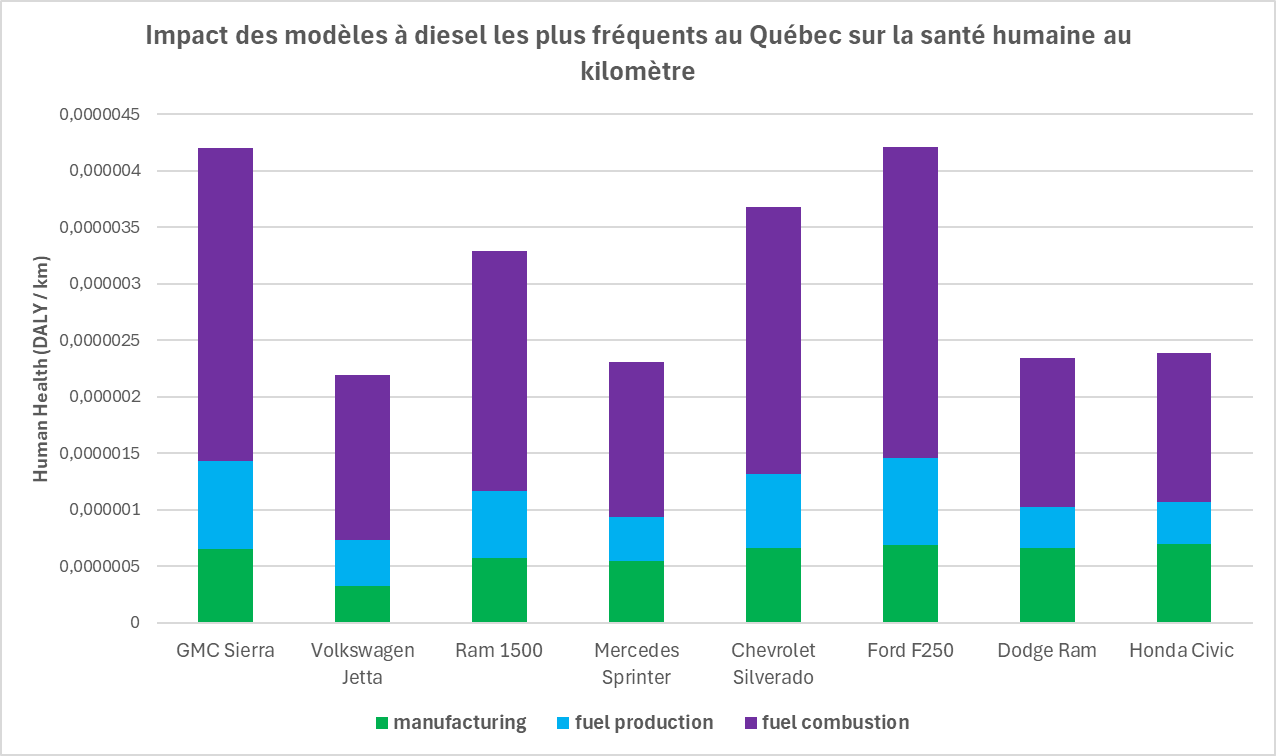 Impact des modèles à diesel les plus fréquents au Québec sur la santé humaine au
kilomètre
Human Health (DALY / km)
0,0000045
0,000004
0,0000035
0,000003
0,0000025
0,000002
0,0000015
0,000001
0,0000005
0
GMC Sierra
Volkswagen
Jetta
Ram 1500
Mercedes
Sprinter
Chevrolet
Silverado
Ford F250
Dodge Ram
Honda Civic
manufacturing
fuel production
fuel combustion